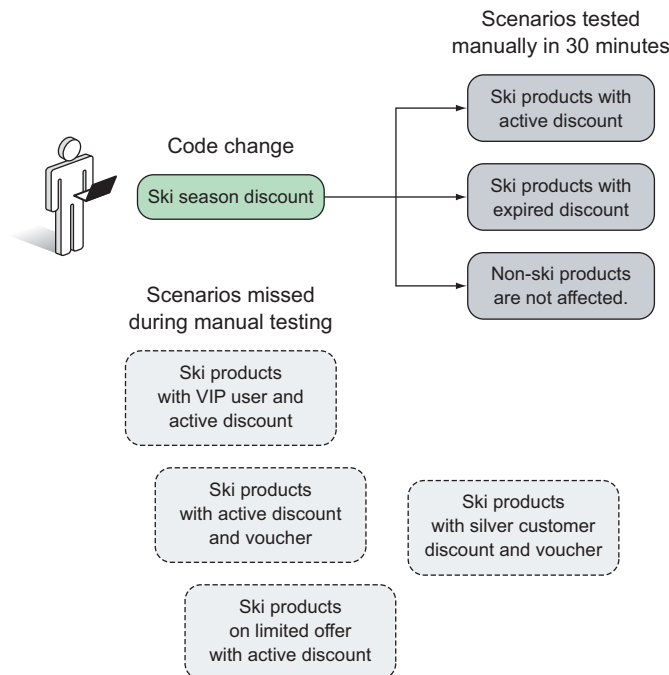 Scenarios tested
manually in 30 minutes
Ski products with
active discount
Code change
Ski season discount
Ski products with
expired discount
Non-ski products
are not affected.
Scenarios missed
during manual testing
Ski products
with VIP user and
active discount
Ski products
with active discount
and voucher
Ski products
with silver customer
discount and voucher
Ski products
on limited offer
with active discount